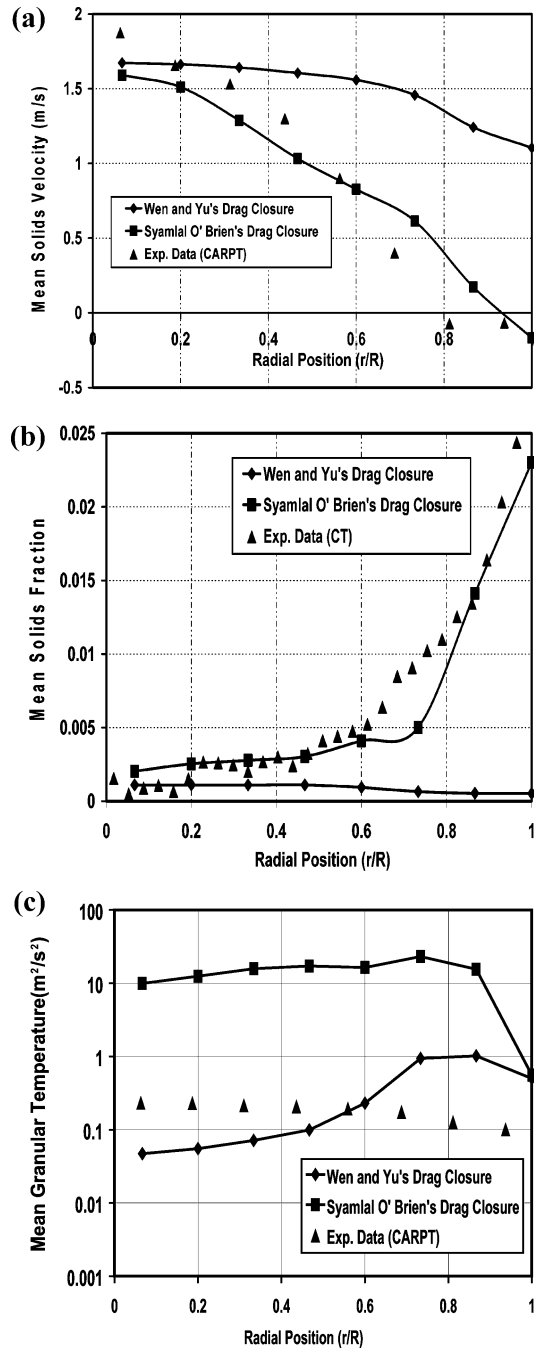 (a)
2
1.5
1
0.5
0
-0.5
Mean Solids Velocity (m/s)
Wen and Yu's Drag Closure
Syamlal O' Brien's Drag Closure
Exp. Data (CARPT)
0
0.2
0.4
0.6
0.8
1
Radial Position (r/R)
(b)
0.025
0.02
0.015
0.01
0.005
0
Mean Solids Fraction
Wen and Yu's Drag Closure
Syamlal O' Brien's Drag Closure
Exp. Data (CT)
0
0.2
0.4
0.6
0.8
1
Radial Position (r/R)
(c)
100
10
1
0.1
0.01
0.001
Mean Granular Temperature(m²/s²)
Wen and Yu's Drag Closure
Syamlal O' Brien's Drag Closure
Exp. Data (CARPT)
0
0.2
0.4
0.6
0.8
1
Radial Position (r/R)